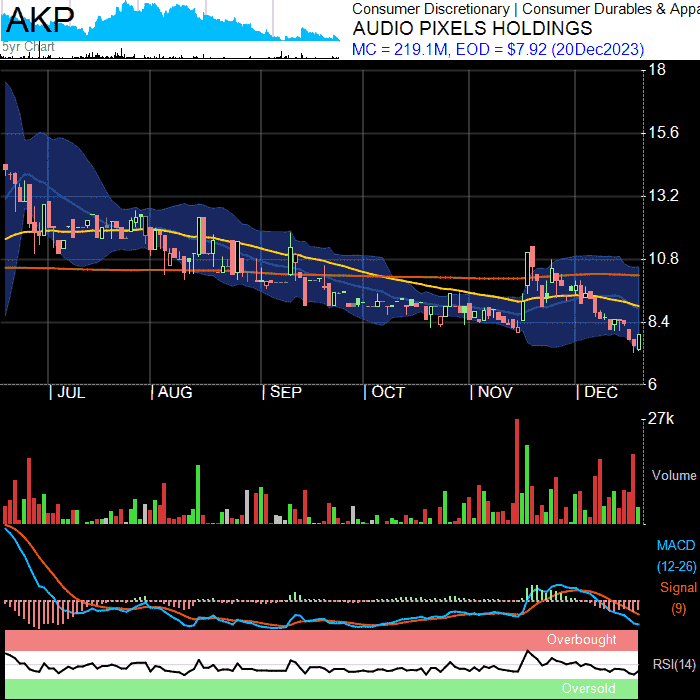 AKP
5yr Chart
Consumer Discretionary | Consumer Durables & Appa
AUDIO PIXELS HOLDINGS
MC = 219.1M, EOD = $7.92 (20Dec2023)
18
15.6
13.2
10.8
8.4
6
| JUL | AUG | SEP | OCT | NOV | DEC
27k
Volume
MACD
(12-26)
Signal
(9)
Overbought
RSI(14)
Oversold